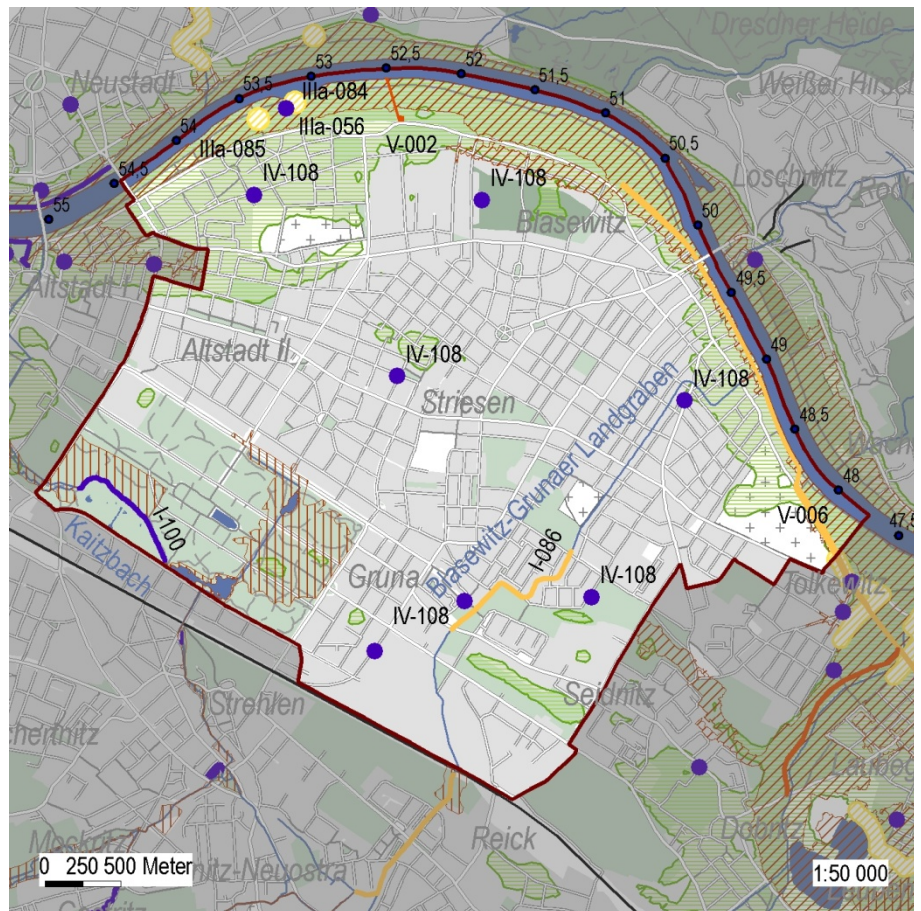 Dresdner Heide
Neustadt
52,5
52
53
53,5
51,5
51
Weißer Hirsch
IIIa-084
IIIa-056
54
IIIa-085
V-002
50,5
54,5
IV-108
IV-108
Loschwitz
55
Blasewitz
50
Altstadt I
49,5
Altstadt II
IV-108
49
Striesen
IV-108
48,5
Blasewitz-Grunaer Landgraben
48
I-100
V-006
47,5
Kaitzbach
I-086
Gruna
IV-108
Tolkewitz
IV-108
Seidnitz
Strehlen
Reick
Dobritz
0 250 500 Meter
1:50 000